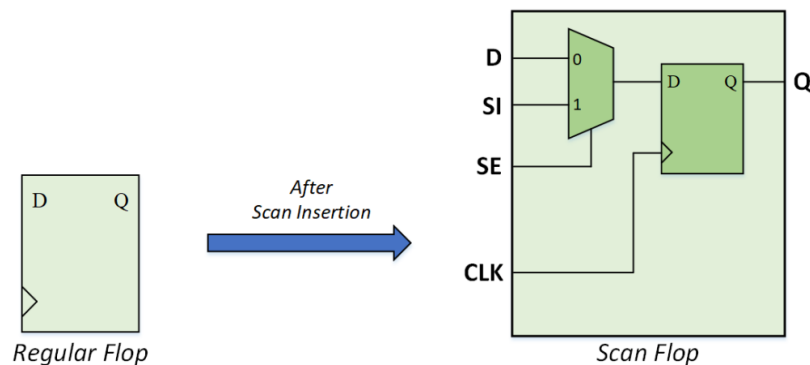 D
0
D
Q
Q
SI
1
SE
After
Scan Insertion
D
Q
CLK
Regular Flop
Scan Flop